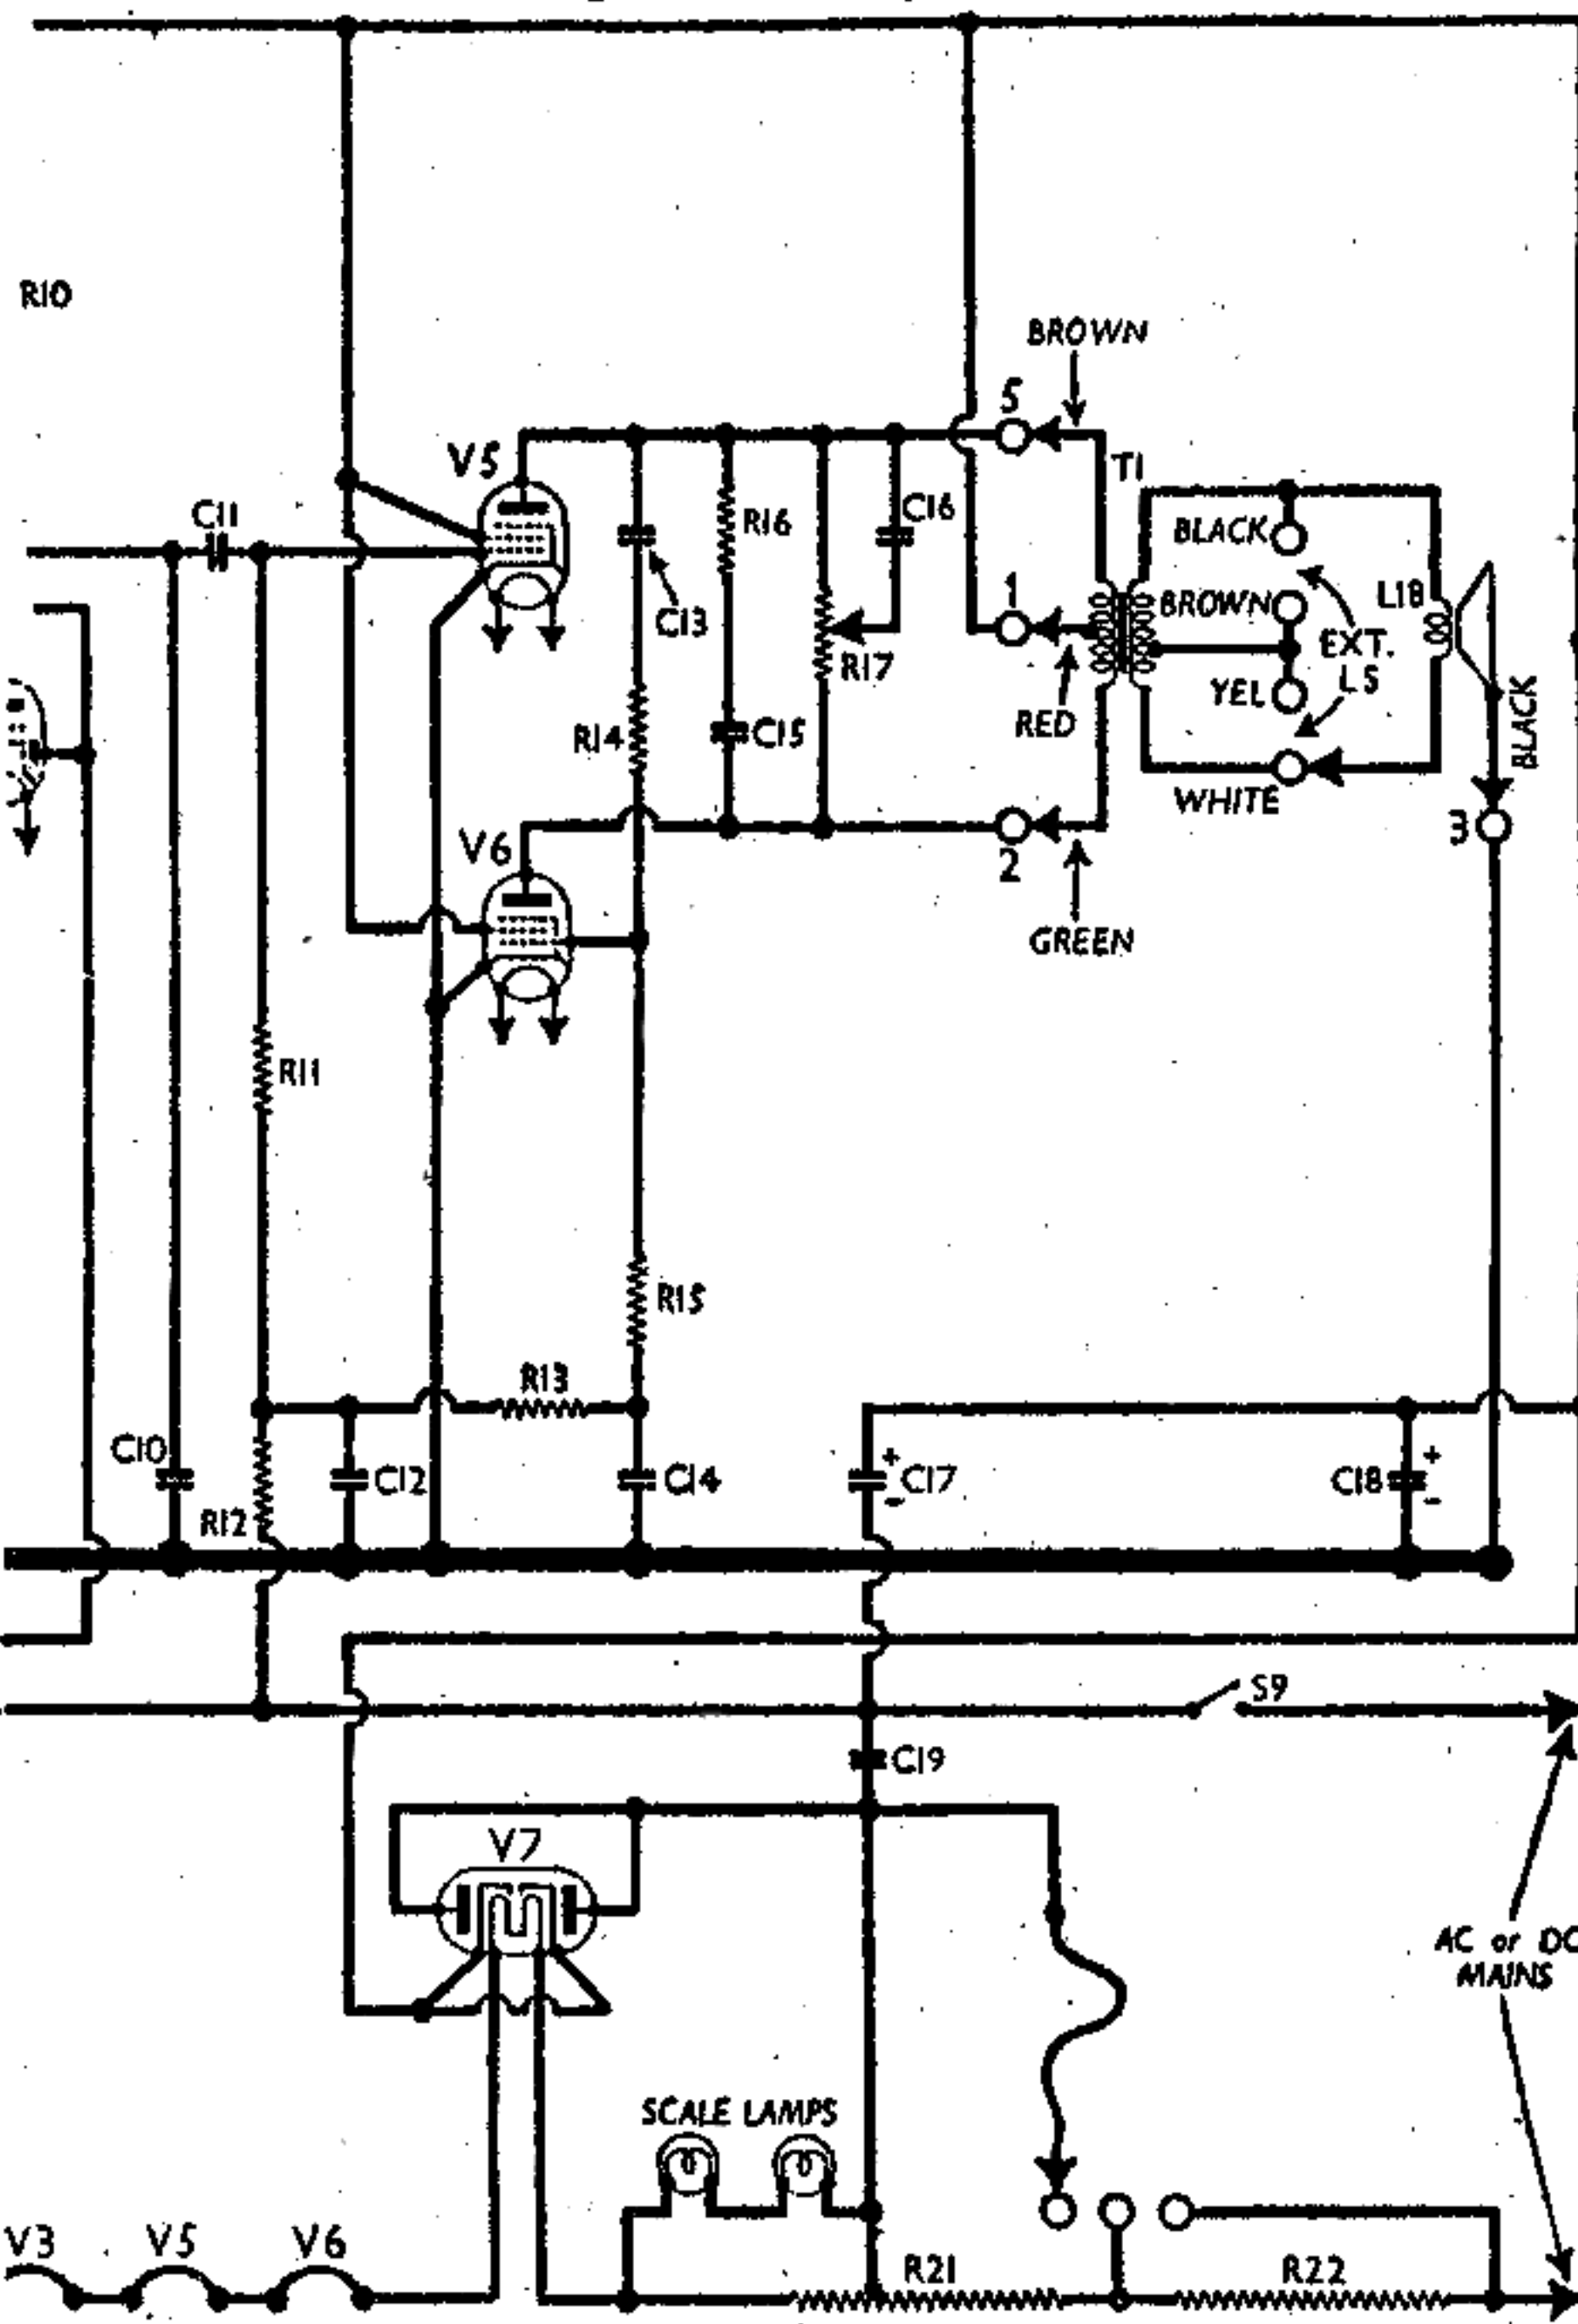 R10
BROWN
5
V5
T1
C11
R16
C16
BLACK
1
BROWN
L18
C13
EXT.
LS
R17
YEL
RED
R14
C15
BLACK
WHITE
V6
3
2
GREEN
R11
R15
R13
C10
C12
C14
+
C17
-
C18
+
-
R12
S9
C19
V7
AC or DC
MAINS
SCALE LAMPS
V3
V5
V6
R21
R22